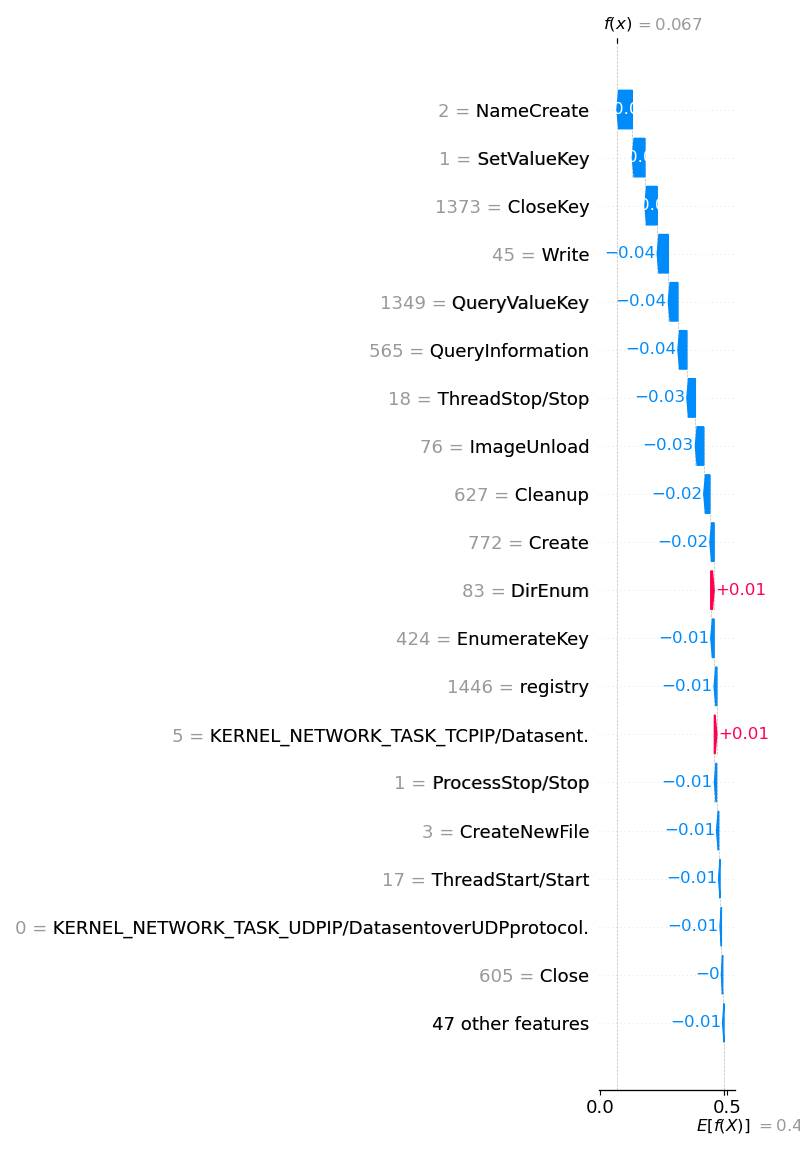 f(x) = 0.067
2 = NameCreate
1 = SetValueKey
1373 = CloseKey
45 = Write −0.04
1349 = QueryValueKey −0.04
565 = QueryInformation −0.04
18 = ThreadStop/Stop −0.03
76 = ImageUnload −0.03
627 = Cleanup −0.02
772 = Create −0.02
83 = DirEnum +0.01
424 = EnumerateKey −0.01
1446 = registry −0.01
5 = KERNEL_NETWORK_TASK_TCPIP/Datasent. +0.01
1 = ProcessStop/Stop −0.01
3 = CreateNewFile −0.01
17 = ThreadStart/Start −0.01
0 = KERNEL_NETWORK_TASK_UDPIP/DatasentoverUDPprotocol. −0.01
605 = Close −0
47 other features −0.01
0.0 0.5
E[f(X)] = 0.4